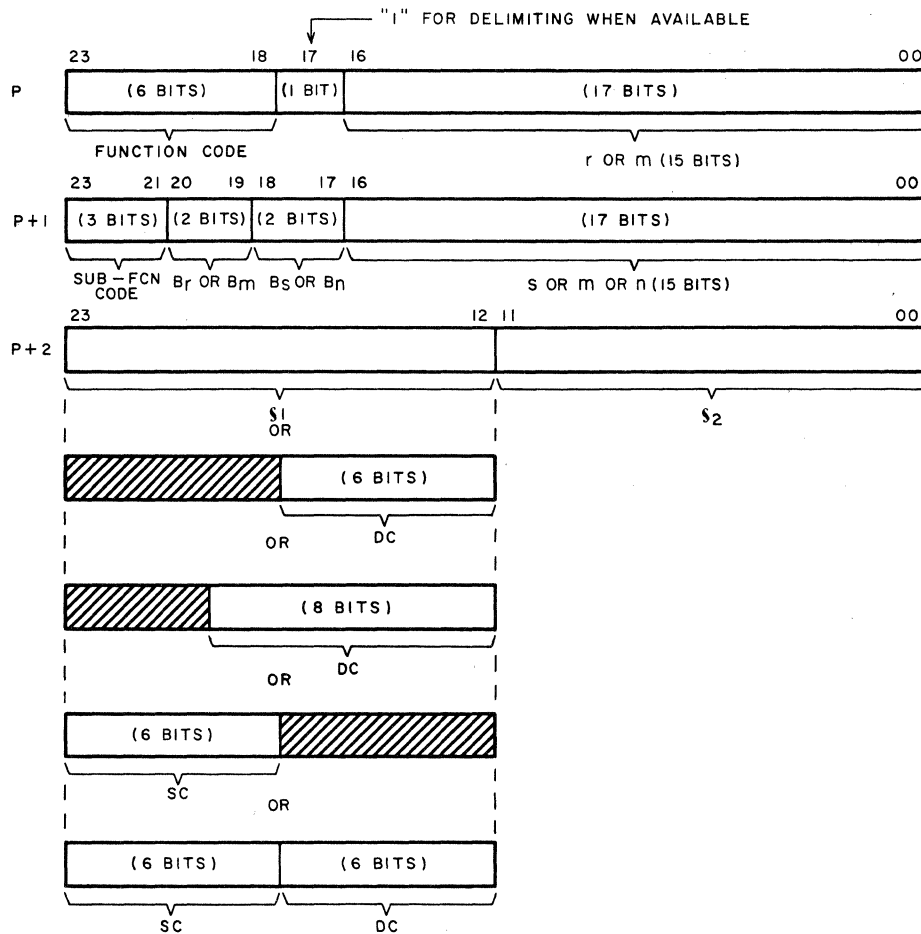 "1" FOR DELIMITING WHEN AVAILABLE
23 18 17 16 00
P (6 BITS) (1 BIT) (17 BITS)
FUNCTION CODE r OR m (15 BITS)
23 21 20 19 18 17 16 00
P+1 (3 BITS) (2 BITS) (2 BITS) (17 BITS)
SUB-FCN CODE Br OR Bm Bs OR Bn S OR m OR n (15 BITS)
23 12 11 00
P+2
S1 S2
OR
(6 BITS)
DC
OR
(8 BITS)
DC
OR
(6 BITS)
SC
OR
(6 BITS) (6 BITS)
SC DC